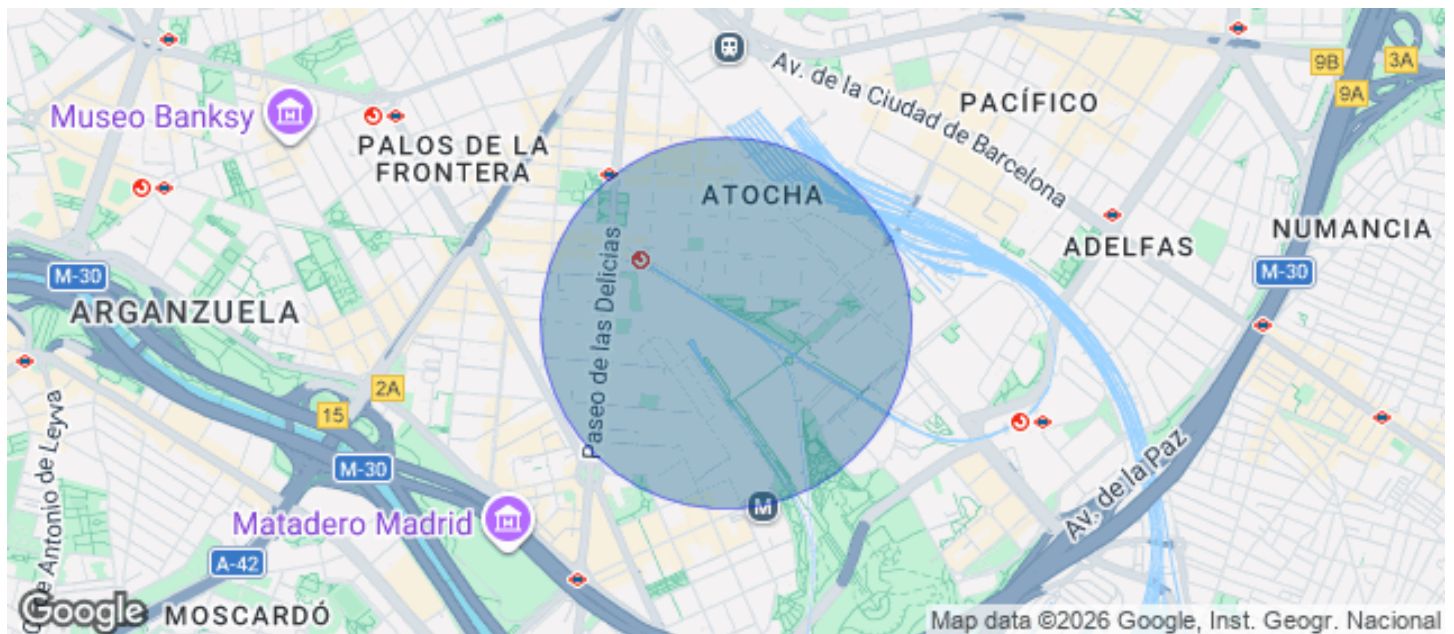 Museo Banksy
PALOS DE LA
FRONTERA
Av. de la Ciudad de Barcelona
PACÍFICO
9B
3A
9A
ATOCHA
ADELFAS
NUMANCIA
M-30
M-30
ARGANZUELA
Paseo de las Delicias
2A
15
M-30
M
Matadero Madrid
Av. de la Paz
A-42
de Antonio de Leyva
MOSCARDÓ
Google
Map data ©2026 Google, Inst. Geogr. Nacional